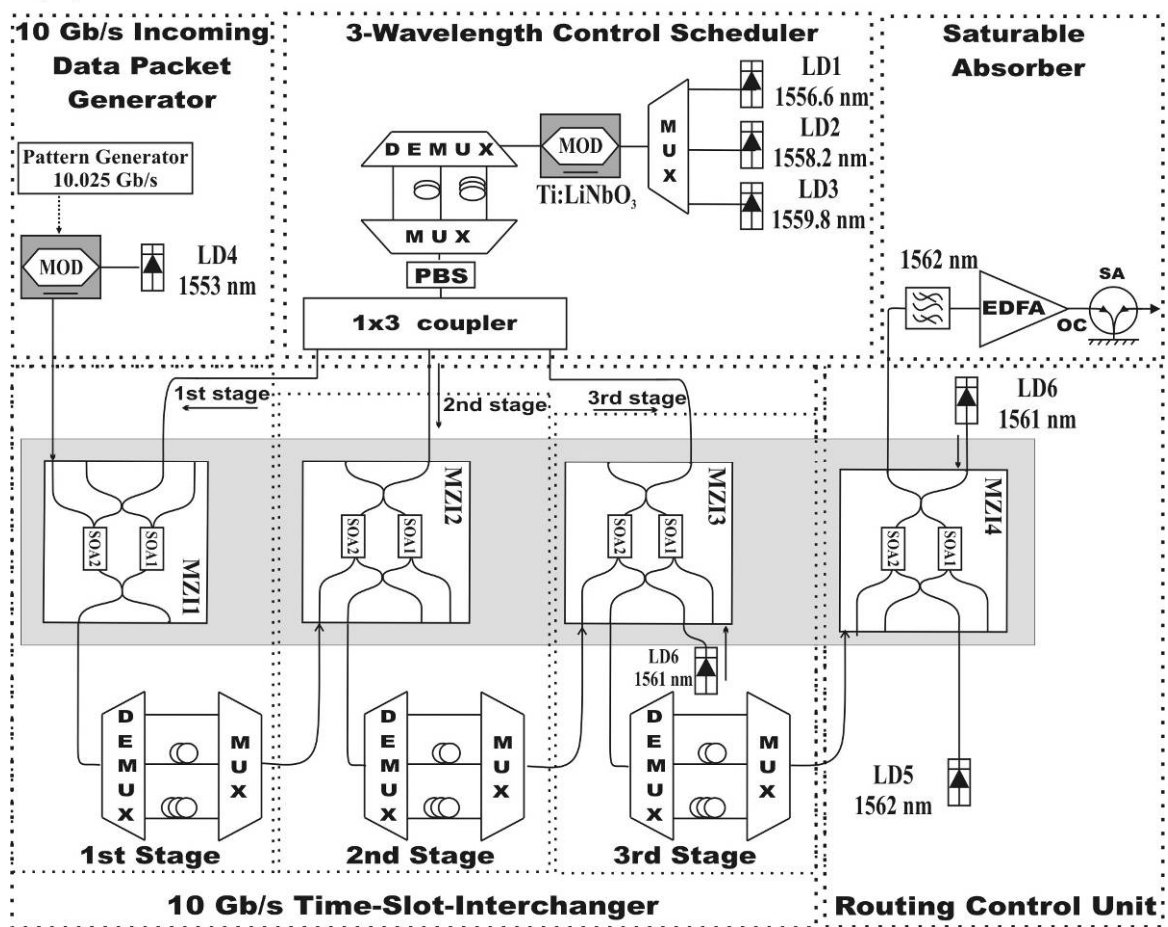 10 Gb/s Incoming
Data Packet
Generator
Pattern Generator
10.025 Gb/s
MOD
LD4
1553 nm
3-Wavelength Control Scheduler
DEMUX
MUX
PBS
1x3 coupler
MOD
Ti:LiNbO₃
MUX
LD1
1556.6 nm
LD2
1558.2 nm
LD3
1559.8 nm
Saturable
Absorber
1562 nm
EDFA
OC
SA
1st stage
2nd stage
3rd stage
SOA2
SOA1
MZI1
SOA2
SOA1
MZI2
SOA2
SOA1
MZI3
LD6
1561 nm
LD6
1561 nm
SOA2
SOA1
MZI4
LD5
1562 nm
DEMUX
MUX
1st Stage
DEMUX
MUX
2nd Stage
DEMUX
MUX
3rd Stage
10 Gb/s Time-Slot-Interchanger
Routing Control Unit